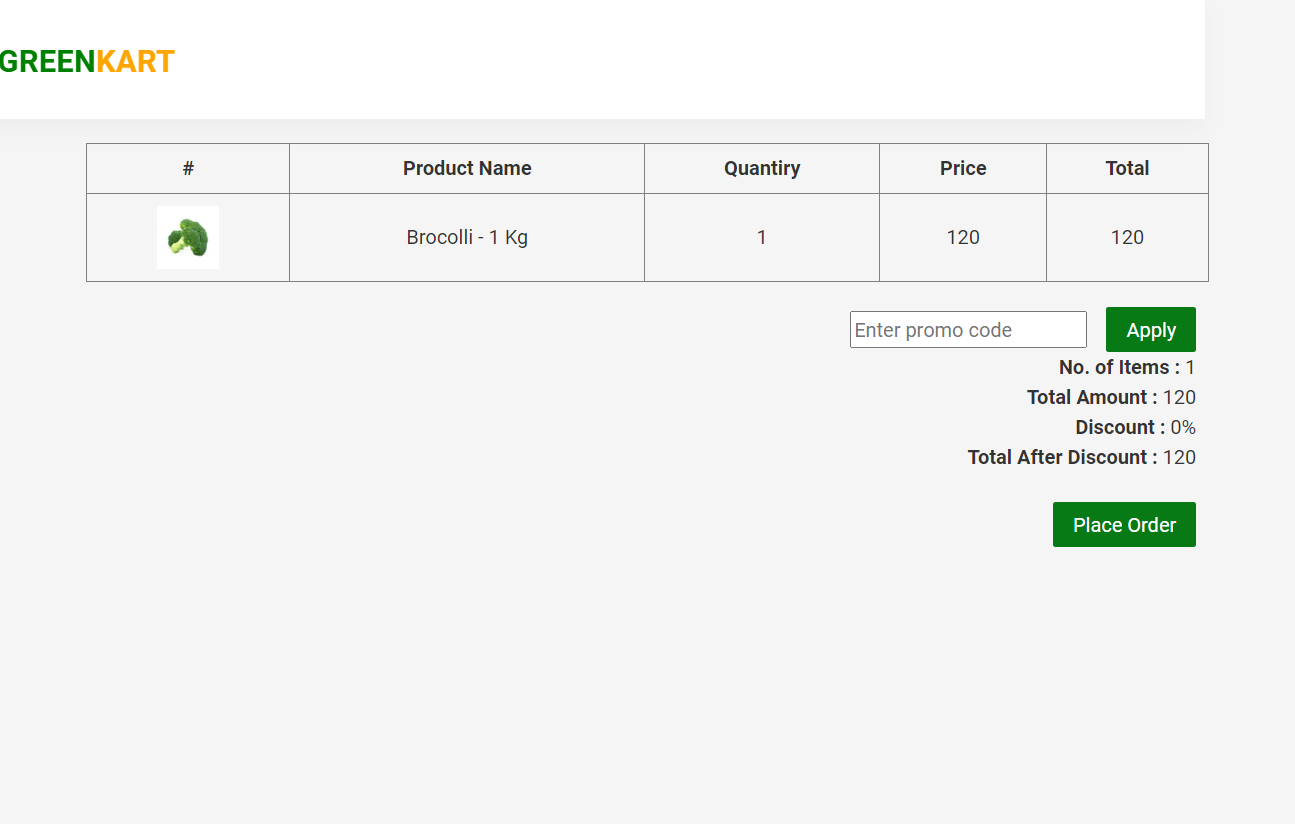 GREENKART
# Product Name Quantiry Price Total
Brocolli - 1 Kg 1 120 120
Enter promo code Apply
No. of Items : 1
Total Amount : 120
Discount : 0%
Total After Discount : 120
Place Order